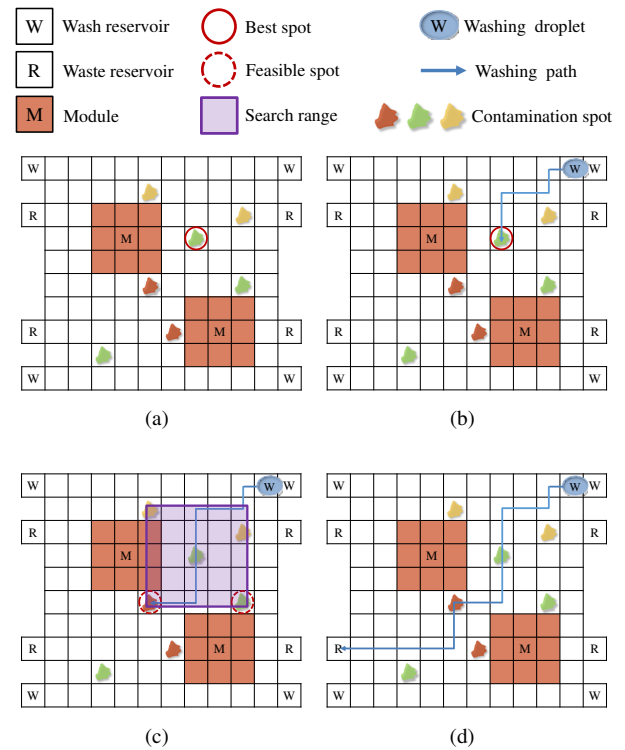 W Wash reservoir Best spot W Washing droplet
R Waste reservoir Feasible spot Washing path
M Module Search range Contamination spot
W W W W W
R R R R
M M
R M R R M R
W W W W
(a) (b)
W W W W W W
R R R R
M M
R M R R M R
W W W W
(c) (d)